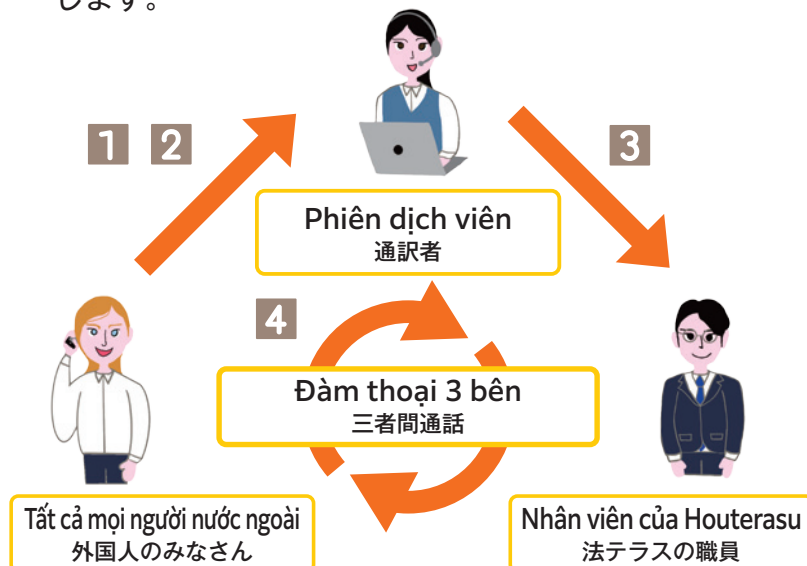 します。
1 2
3
Phiên dịch viên
通訳者
4
Đàm thoại 3 bên
三者間通話
Tất cả mọi người nước ngoài
外国人のみなさん
Nhân viên của Houterasu
法テラスの職員